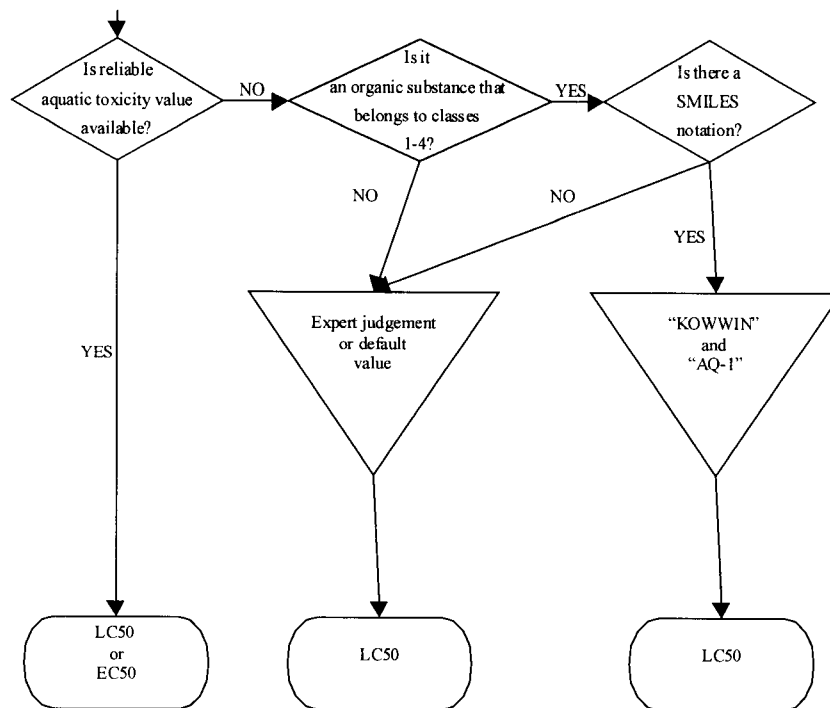 Is reliable
aquatic toxicity value
available?
NO
Is it
an organic substance that
belongs to classes
1-4?
YES
Is there a
SMILES
notation?
NO
NO
YES
YES
Expert judgement
or default
value
“KOWWIN”
and
“AQ-1”
LC50
or
EC50
LC50
LC50